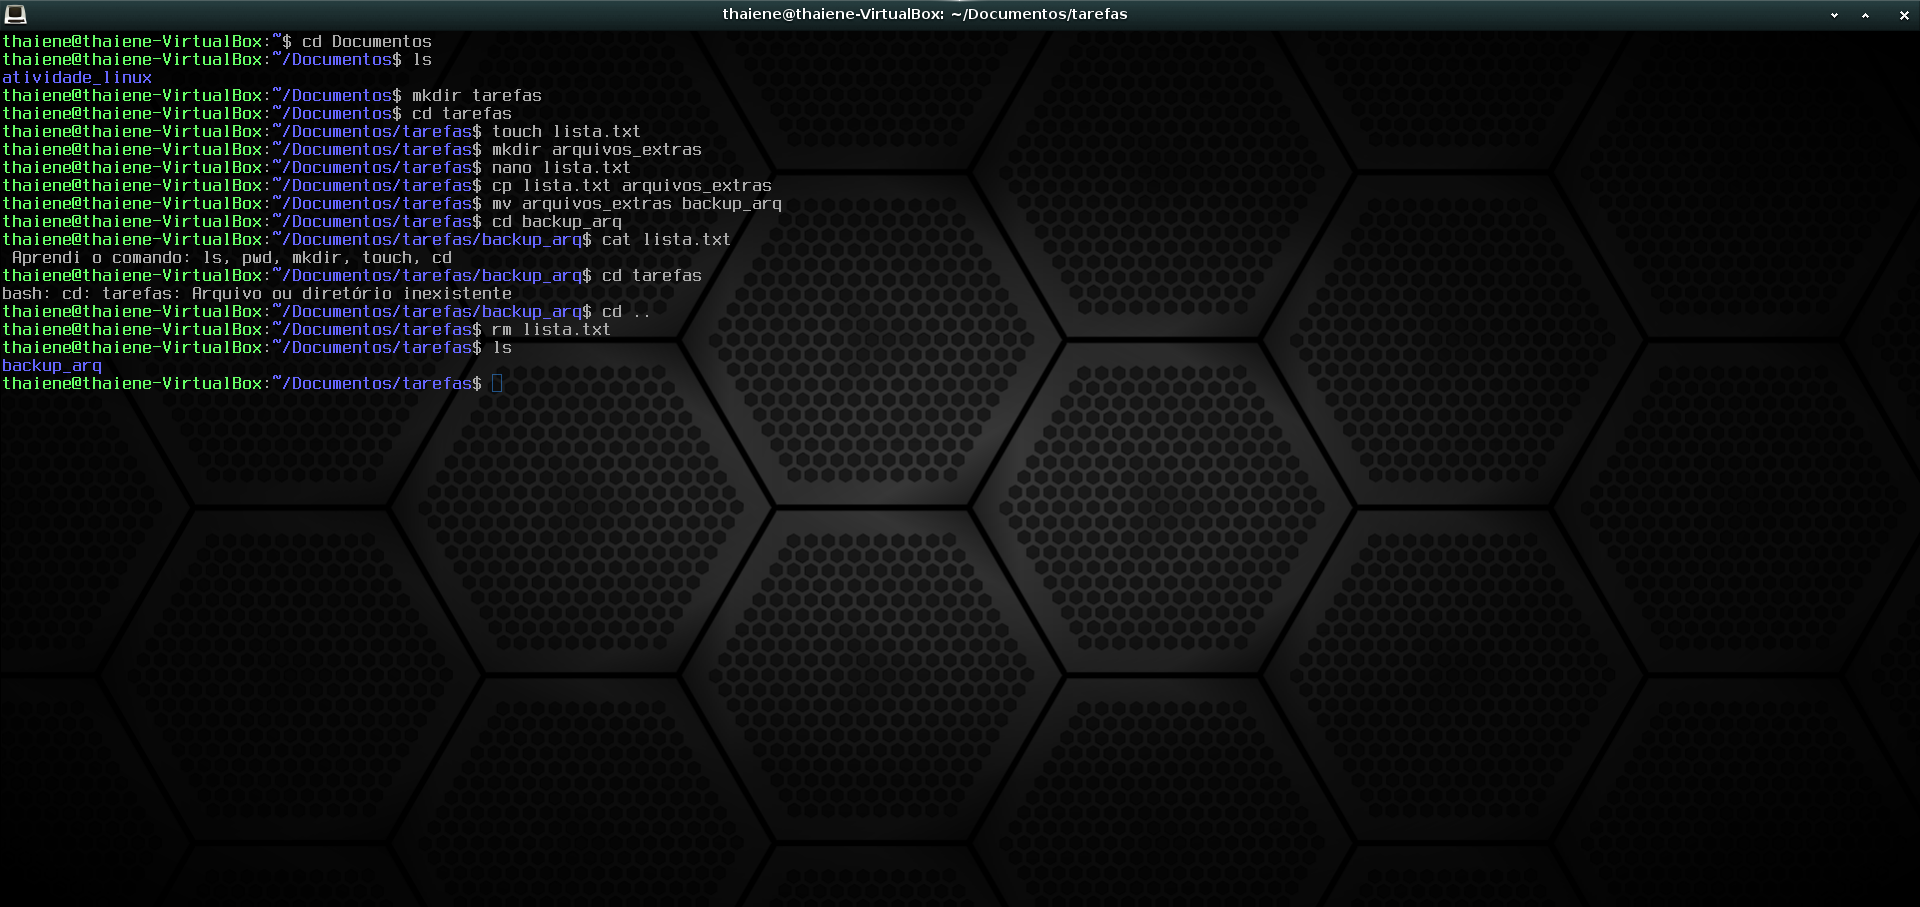 thaiene@thaiene-VirtualBox: ~/Documentos/tarefas
thaiene@thaiene-VirtualBox:~$ cd Documentos
thaiene@thaiene-VirtualBox:~/Documentos$ ls
atividade_linux
thaiene@thaiene-VirtualBox:~/Documentos$ mkdir tarefas
thaiene@thaiene-VirtualBox:~/Documentos$ cd tarefas
thaiene@thaiene-VirtualBox:~/Documentos/tarefas$ touch lista.txt
thaiene@thaiene-VirtualBox:~/Documentos/tarefas$ mkdir arquivos_extras
thaiene@thaiene-VirtualBox:~/Documentos/tarefas$ nano lista.txt
thaiene@thaiene-VirtualBox:~/Documentos/tarefas$ cp lista.txt arquivos_extras
thaiene@thaiene-VirtualBox:~/Documentos/tarefas$ mv arquivos_extras backup_arq
thaiene@thaiene-VirtualBox:~/Documentos/tarefas$ cd backup_arq
thaiene@thaiene-VirtualBox:~/Documentos/tarefas/backup_arq$ cat lista.txt
 Aprendi o comando: ls, pwd, mkdir, touch, cd
thaiene@thaiene-VirtualBox:~/Documentos/tarefas/backup_arq$ cd tarefas
bash: cd: tarefas: Arquivo ou diretório inexistente
thaiene@thaiene-VirtualBox:~/Documentos/tarefas/backup_arq$ cd ..
thaiene@thaiene-VirtualBox:~/Documentos/tarefas$ rm lista.txt
thaiene@thaiene-VirtualBox:~/Documentos/tarefas$ ls
backup_arq
thaiene@thaiene-VirtualBox:~/Documentos/tarefas$